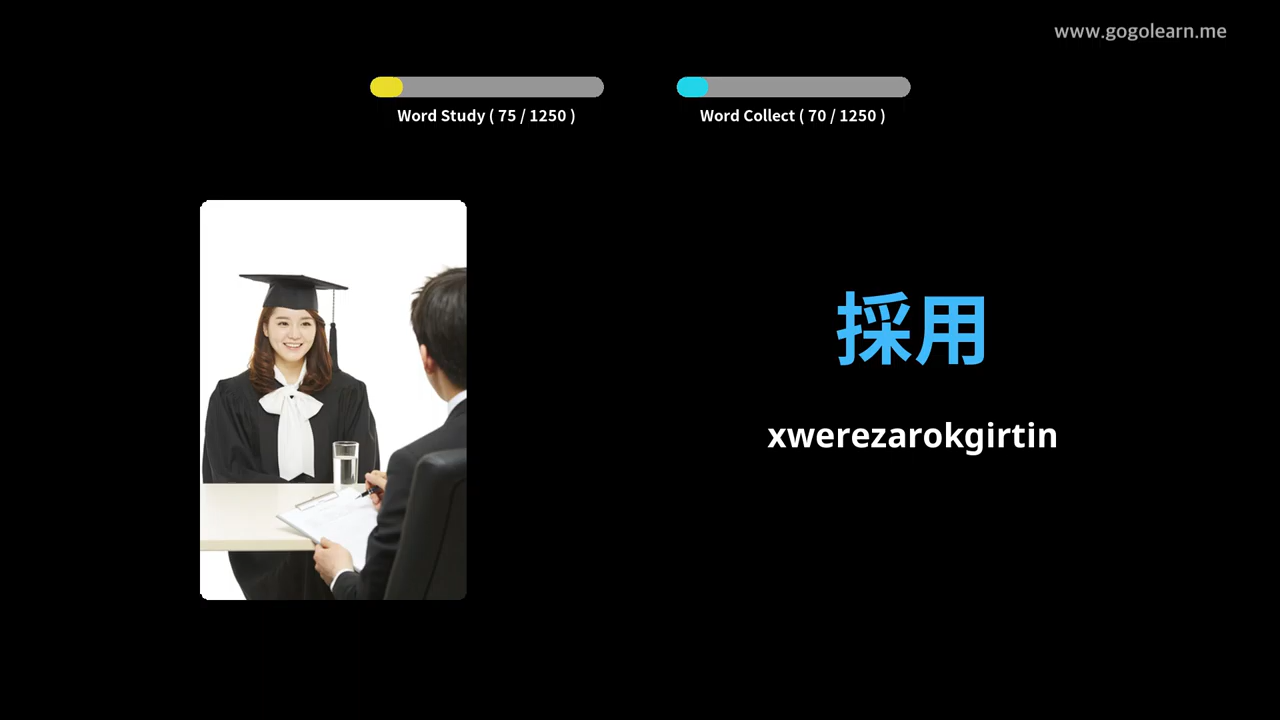 www.gogolearn.me
Word Study ( 75 / 1250 )
Word Collect ( 70 / 1250 )
採用
xwerezarokgirtin